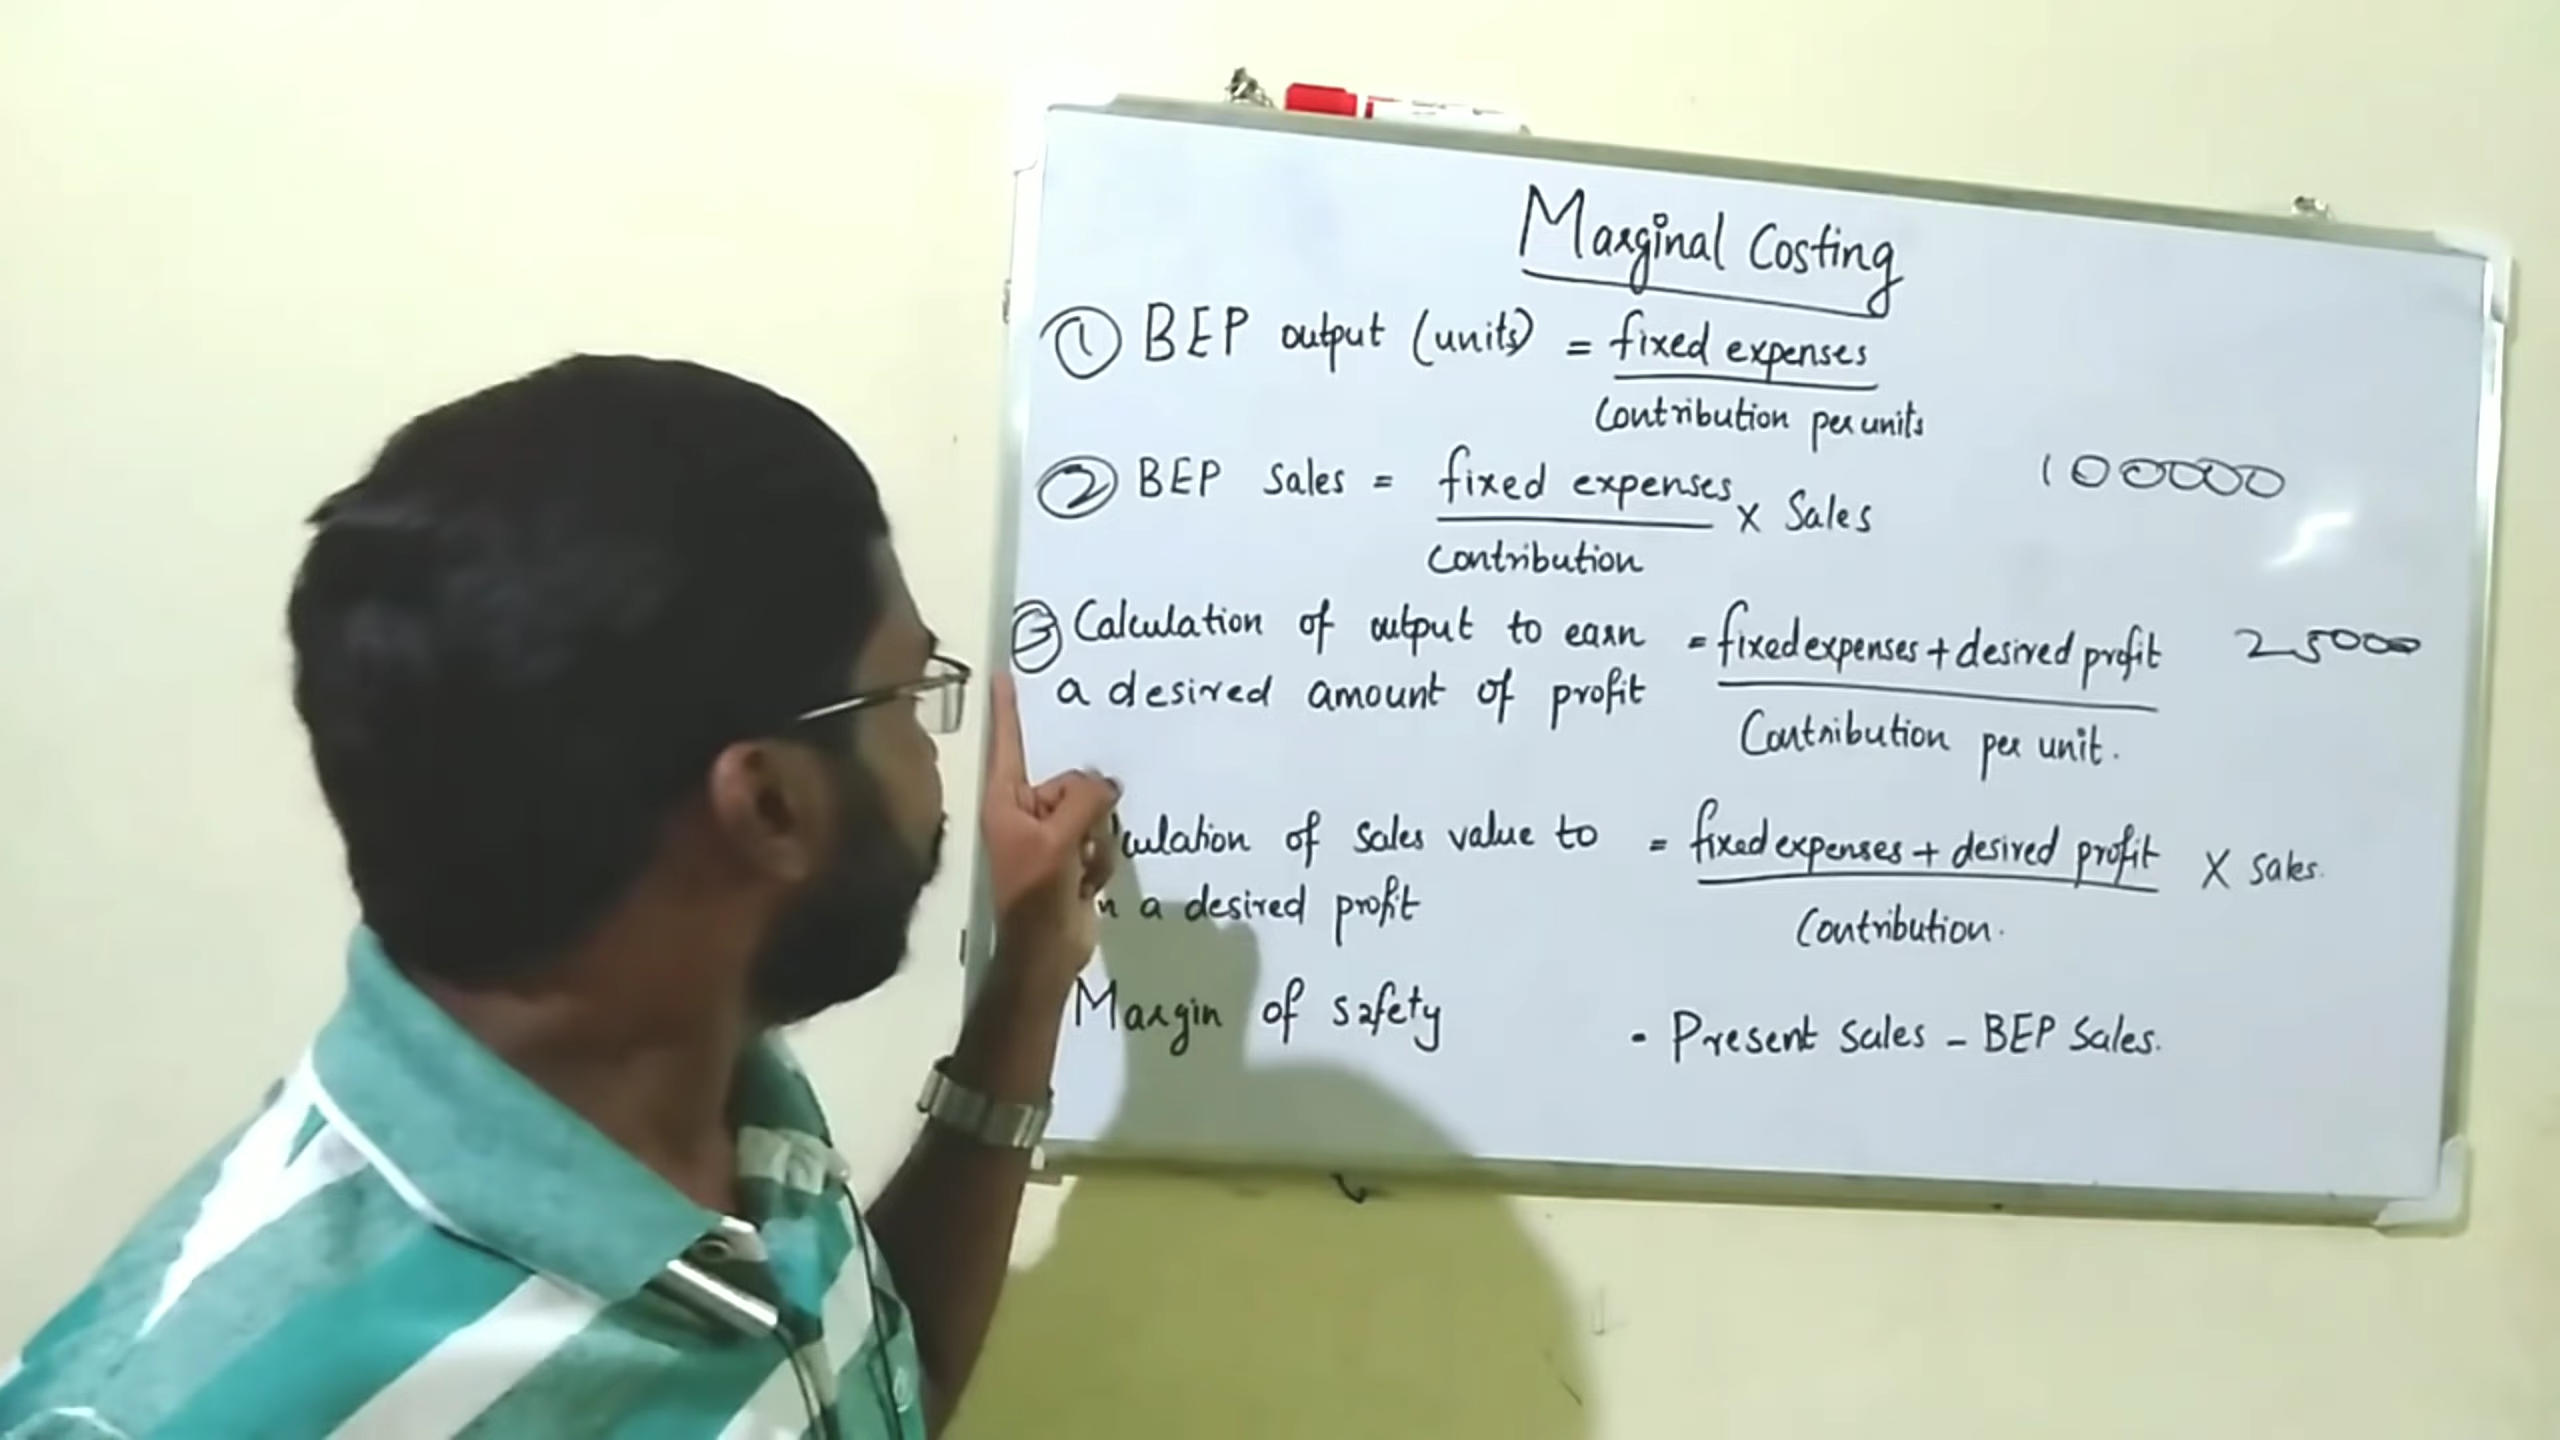 Marginal Costing
① BEP output (units) = fixed expenses
Contribution per units
② BEP Sales = fixed expenses X Sales
Contribution
100000
③ Calculation of output to earn = fixed expenses + desired profit
a desired amount of profit
Contribution per unit.
25000
culation of sales value to = fixed expenses + desired profit X Sales.
n a desired profit
Contribution.
Margin of safety - Present Sales - BEP Sales.